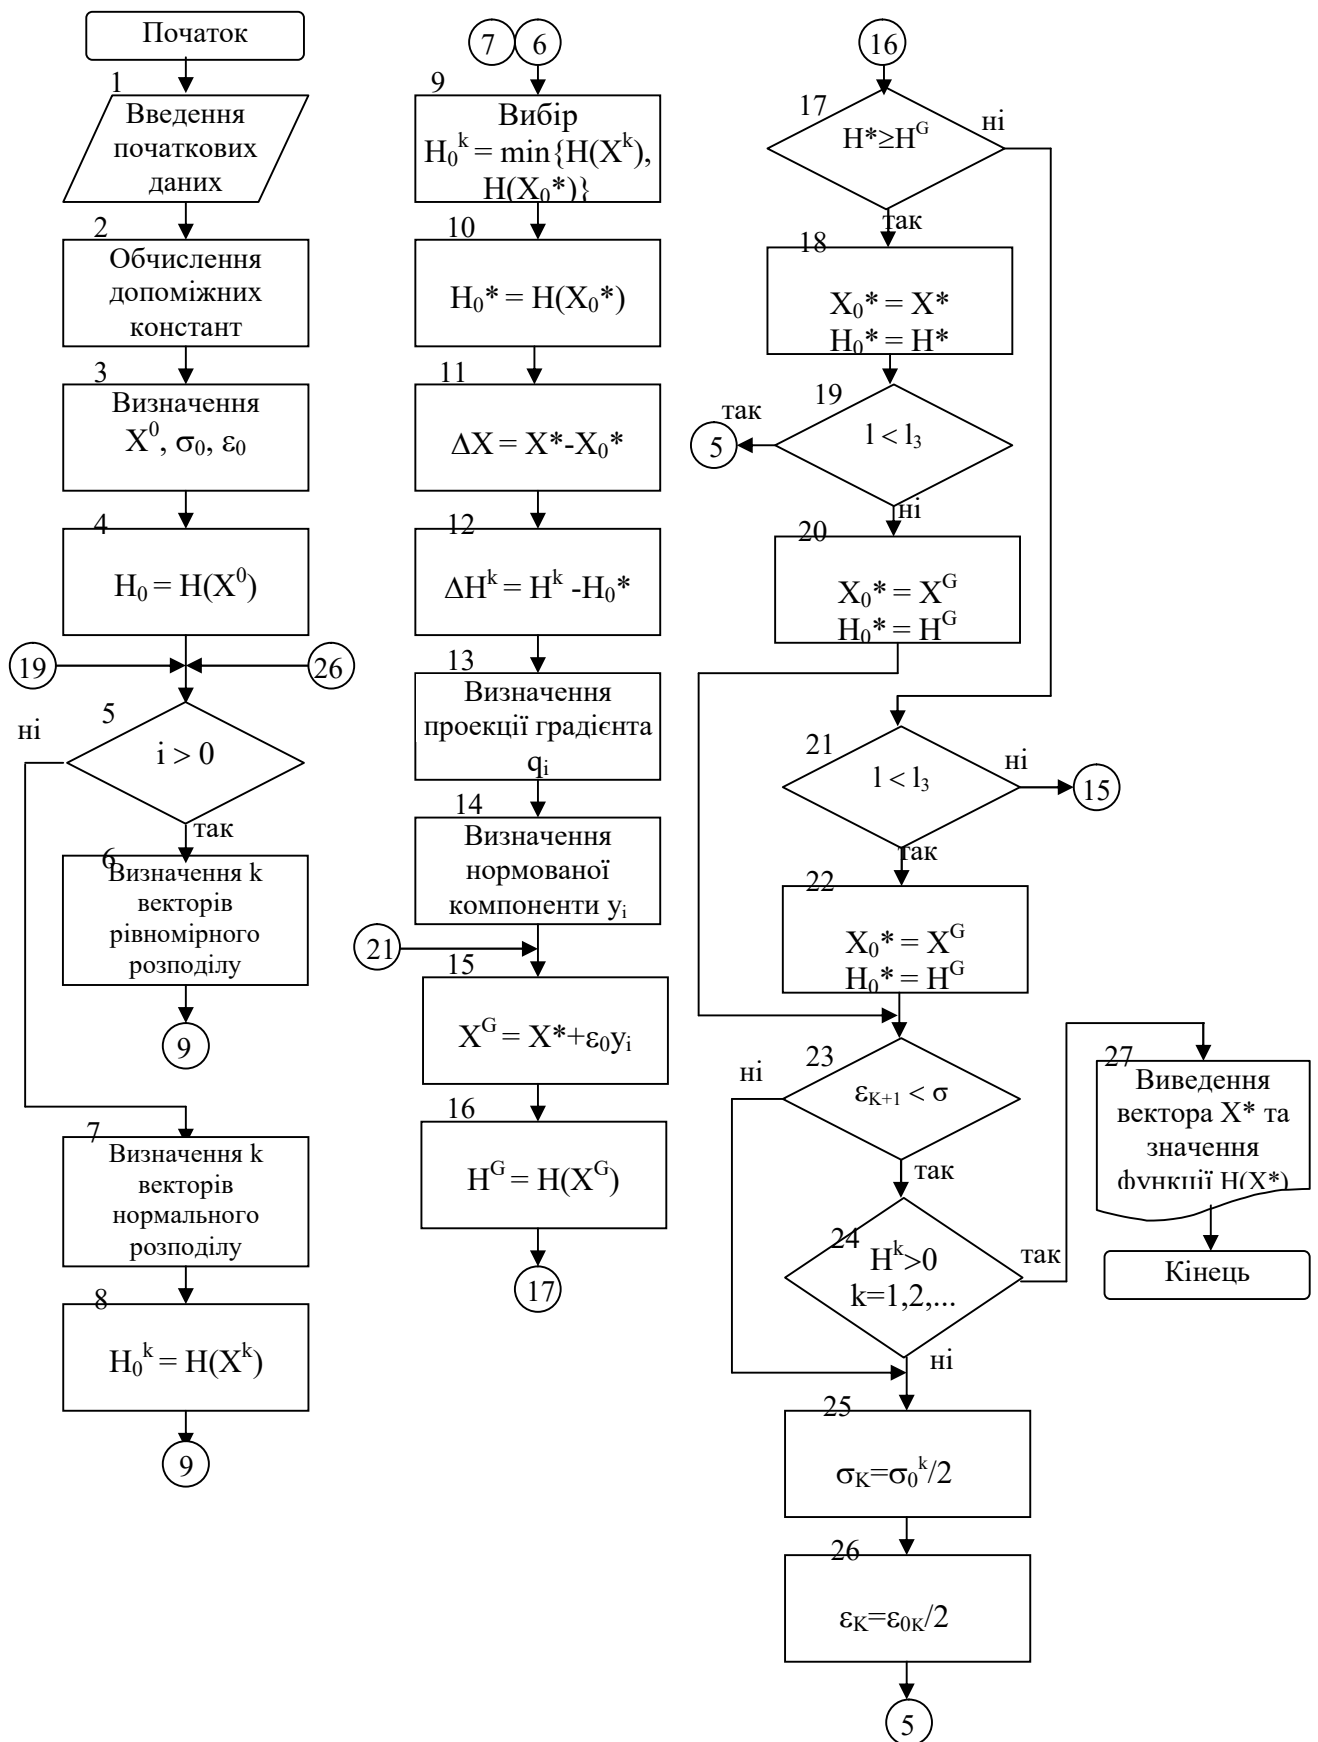 Початок
1
Введення
початкових
даних
2
Обчислення
допоміжних
констант
3
Визначення
X⁰, σ₀, ε₀
4
H₀ = H(X⁰)
19
26
5
ні
i > 0
так
6
Визначення k
векторів
рівномірного
розподілу
9
7
Визначення k
векторів
нормального
розподілу
8
H₀ᵏ = H(Xᵏ)
9
7
6
9
Вибір
H₀ᵏ = min{H(Xᵏ),
H(X₀*)}
10
H₀* = H(X₀*)
11
ΔX = X*-X₀*
12
ΔHᵏ = Hᵏ -H₀*
13
Визначення
проекції градієнта
qᵢ
14
Визначення
нормованої
компоненти yᵢ
21
15
Xᴳ = X*+ε₀yᵢ
16
Hᴳ = H(Xᴳ)
17
16
17
ні
H*≥Hᴳ
так
18
X₀* = X*
H₀* = H*
19
так
l < l₃
5
ні
20
X₀* = Xᴳ
H₀* = Hᴳ
21
ні
l < l₃
15
так
22
X₀* = Xᴳ
H₀* = Hᴳ
23
ні
εK+1 < σ
так
24
Hᵏ>0
k=1,2,...
так
ні
25
σK=σ₀ᵏ/2
26
εK=ε0K/2
5
27
Виведення
вектора X* та
значення
функції H(X*)
Кінець